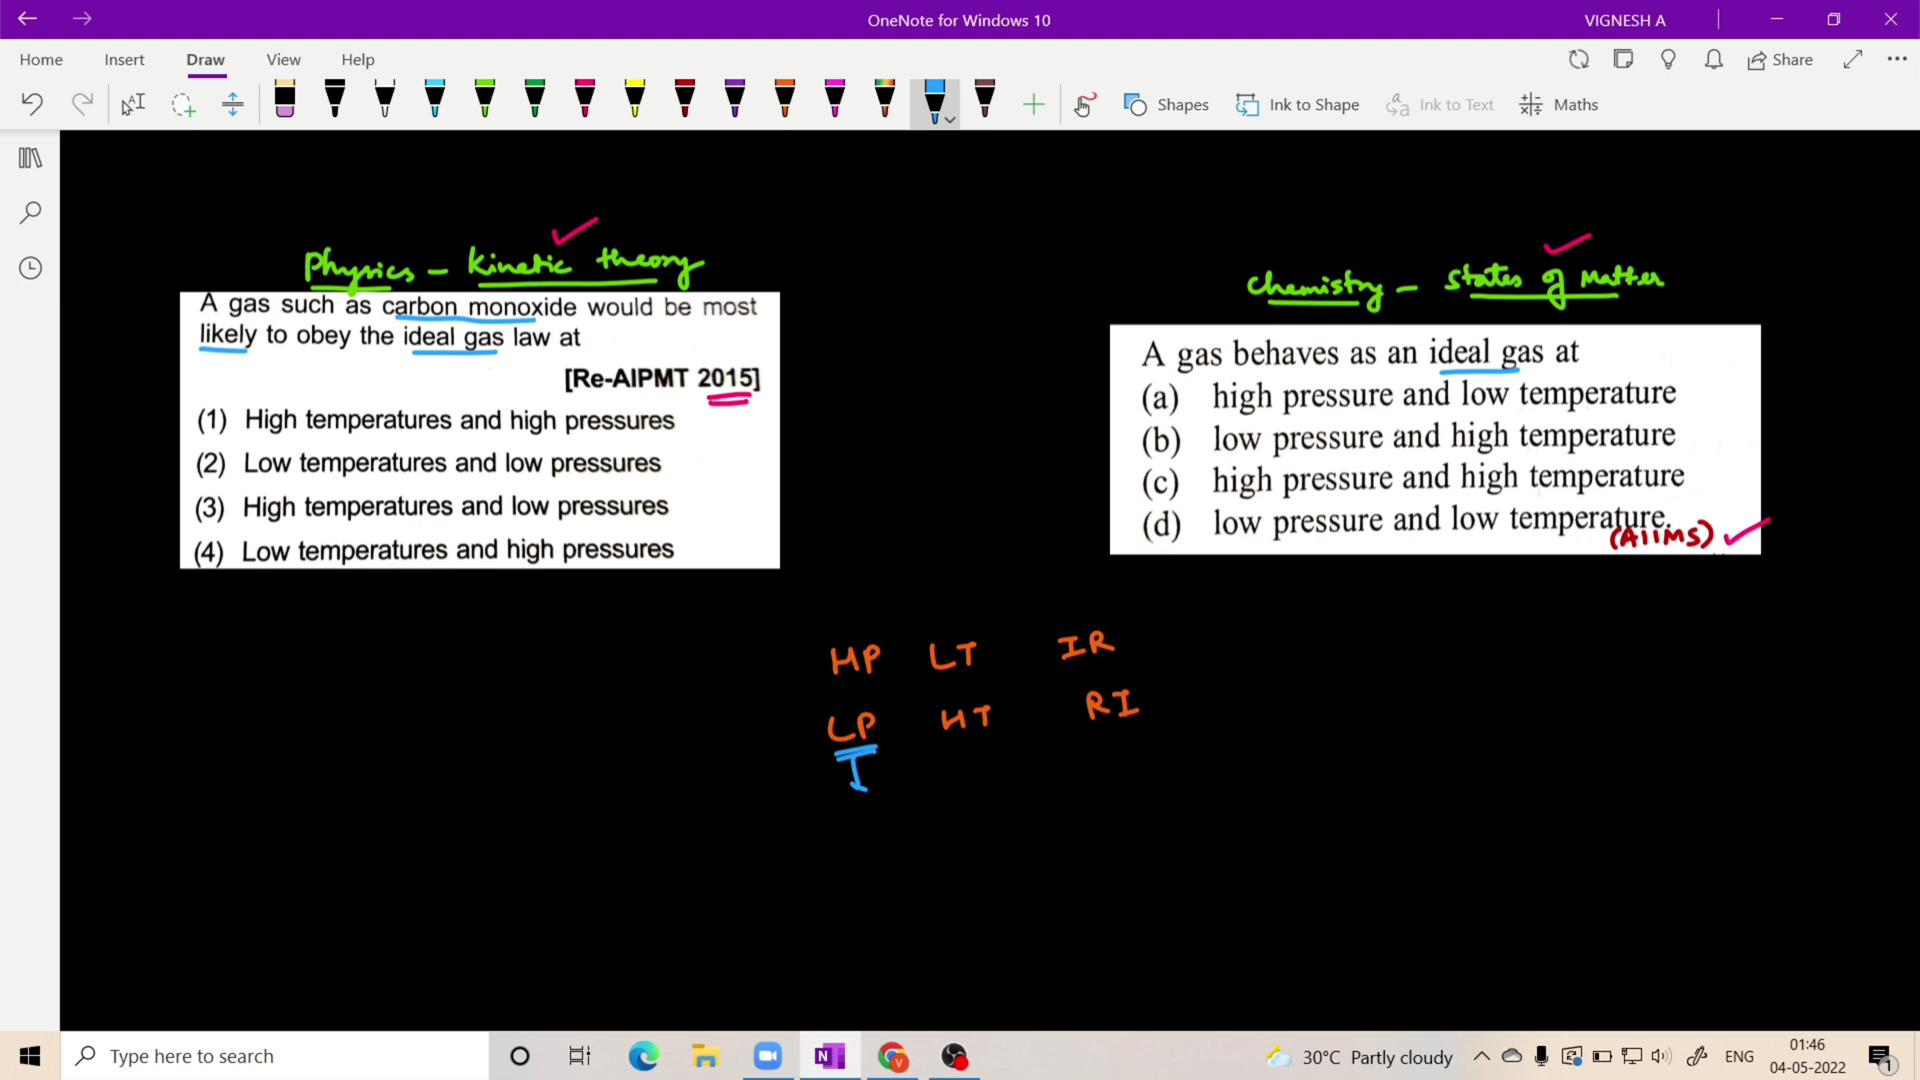 OneNote for Windows 10
VIGNESH A
Home Insert Draw View Help
Share
Shapes Ink to Shape Ink to Text Maths
Physics - Kinetic theory
A gas such as carbon monoxide would be most
likely to obey the ideal gas law at
[Re-AIPMT 2015]
(1) High temperatures and high pressures
(2) Low temperatures and low pressures
(3) High temperatures and low pressures
(4) Low temperatures and high pressures
Chemistry - States of Matter
A gas behaves as an ideal gas at
(a) high pressure and low temperature
(b) low pressure and high temperature
(c) high pressure and high temperature
(d) low pressure and low temperature.
(AIIMS)
HP LT IR
LP HT RI
I
Type here to search
30°C Partly cloudy
ENG
01:46
04-05-2022
1